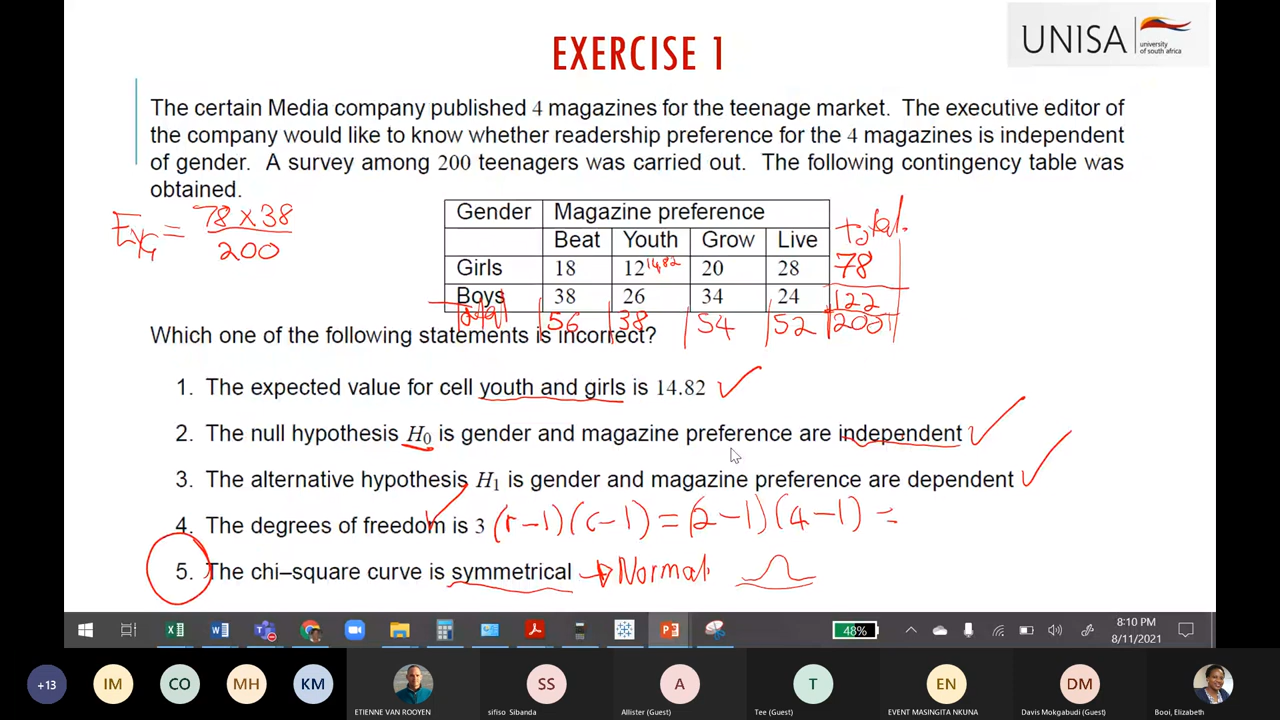 UNISA
university
of south africa
EXERCISE 1
The certain Media company published 4 magazines for the teenage market. The executive editor of
the company would like to know whether readership preference for the 4 magazines is independent
of gender. A survey among 200 teenagers was carried out. The following contingency table was
obtained.
78 × 38
200
total
Gender Magazine preference
Beat Youth Grow Live
Girls 18 12 14.82 20 28 78
Boys 38 26 34 24 122
Total 56 38 54 52 200
Which one of the following statements is incorrect?
1. The expected value for cell youth and girls is 14.82
2. The null hypothesis H0 is gender and magazine preference are independent
3. The alternative hypothesis H1 is gender and magazine preference are dependent
4. The degrees of freedom is 3 (r-1)(c-1) = (2-1)(4-1) =
5. The chi–square curve is symmetrical → Normal
48%
8:10 PM
8/11/2021
+13 IM CO MH KM SS A T EN DM
ETIENNE VAN ROOYEN sifiso Sibanda Allister (Guest) Tee (Guest) EVENT MASINGITA NKUNA Davis Mokgabudi (Guest) Booi, Elizabeth